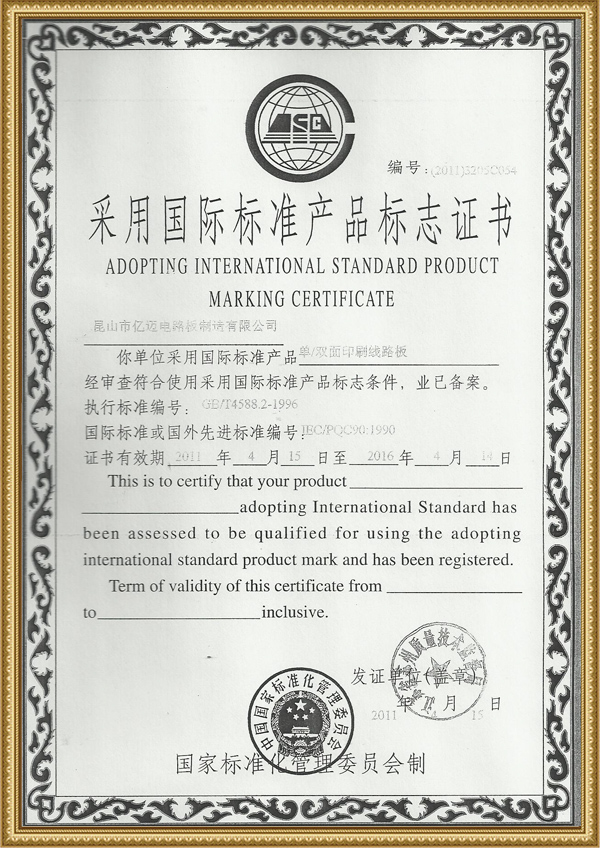 编号:(2011)3205C0054
采用国际标准产品标志证书
ADOPTING INTERNATIONAL STANDARD PRODUCT
MARKING CERTIFICATE
昆山市亿迈电路板制造有限公司
你单位采用国际标准产品单/双面印刷线路板
经审查符合使用采用国际标准产品标志条件，业已备案。
执行标准编号：GB/T4588.2-1996
国际标准或国外先进标准编号:IEC/PQC90:1990
证书有效期 2011 年 4 月 15 日至 2016 年 4 月 14 日
This is to certify that your product
adopting International Standard has
been assessed to be qualified for using the adopting
international standard product mark and has been registered.
Term of validity of this certificate from
to inclusive.
发证单位(盖章)
2011 年 月 15 日
中国国家标准化管理委员会
国家标准化管理委员会制